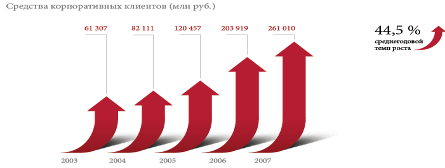 Средства корпоративных клиентов (млн руб.)
61 307 82 111 120 457 203 919 261 010
44,5 %
среднегодовой
темп роста
2003 2004 2005 2006 2007